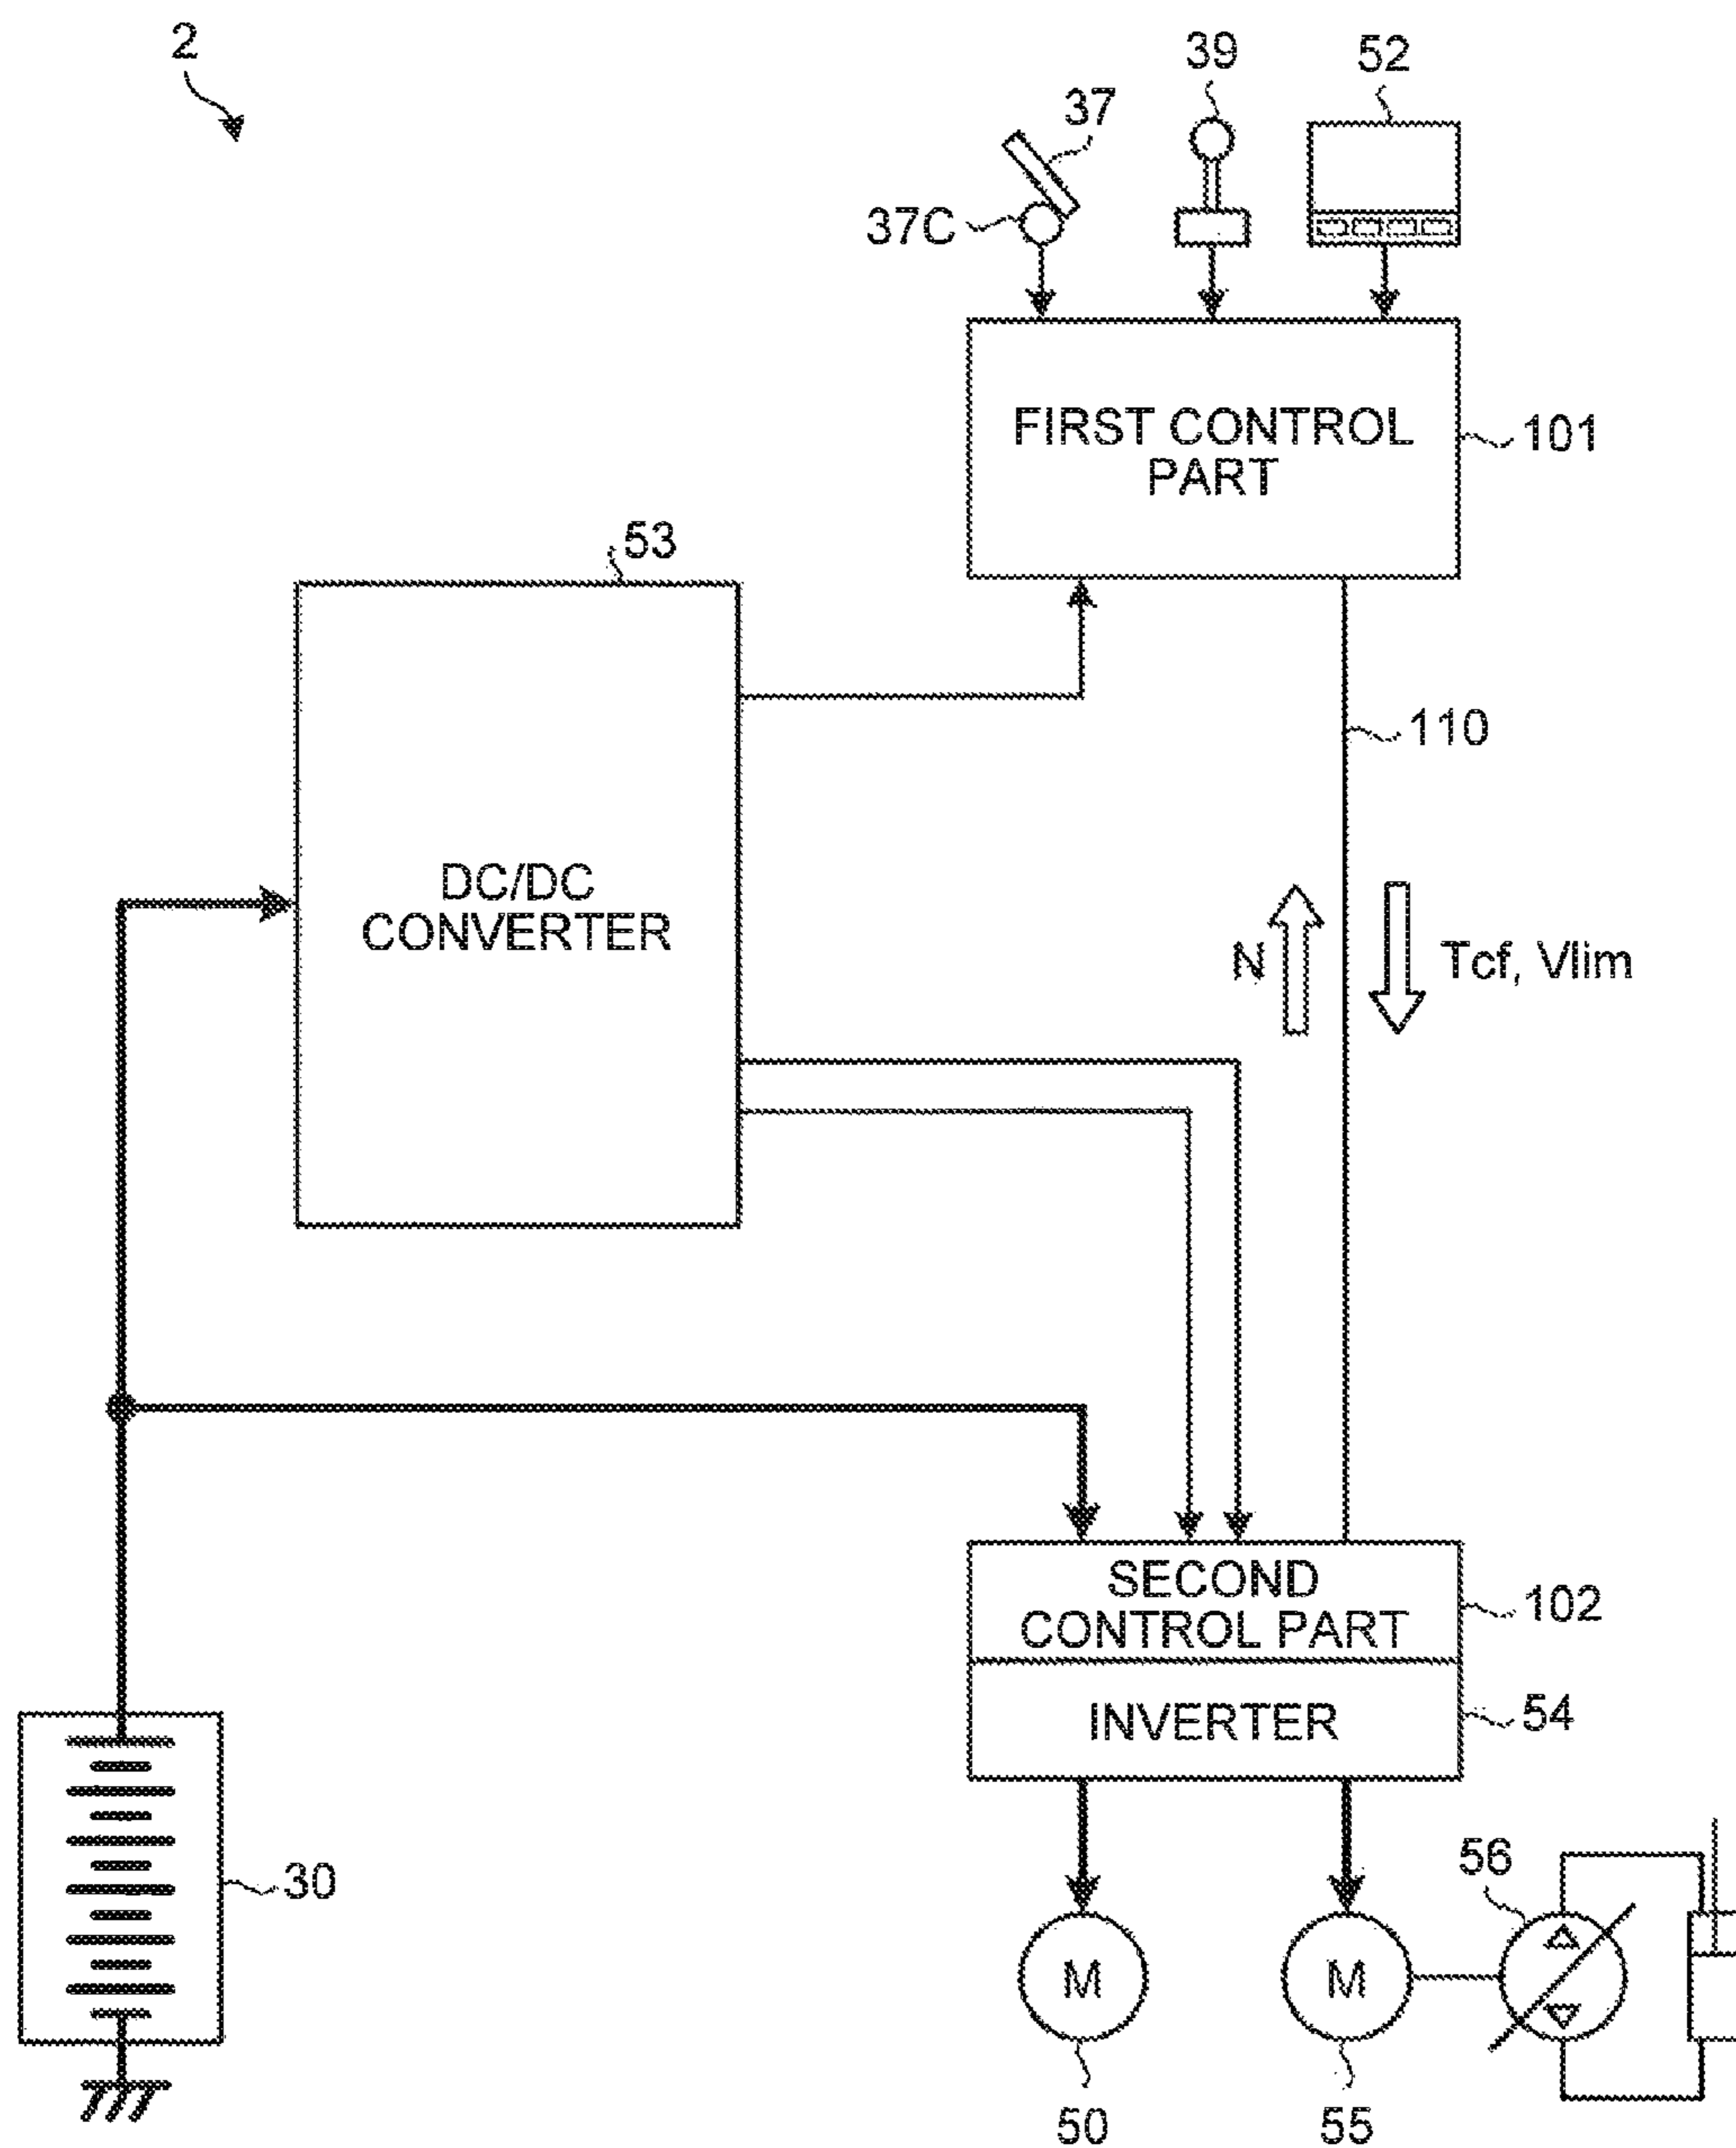 2
39
52
37
37C
FIRST CONTROL
PART
101
53
110
DC/DC
CONVERTER
N
Tcf, Vlim
SECOND
CONTROL PART
102
INVERTER
54
30
56
M
M
50
55